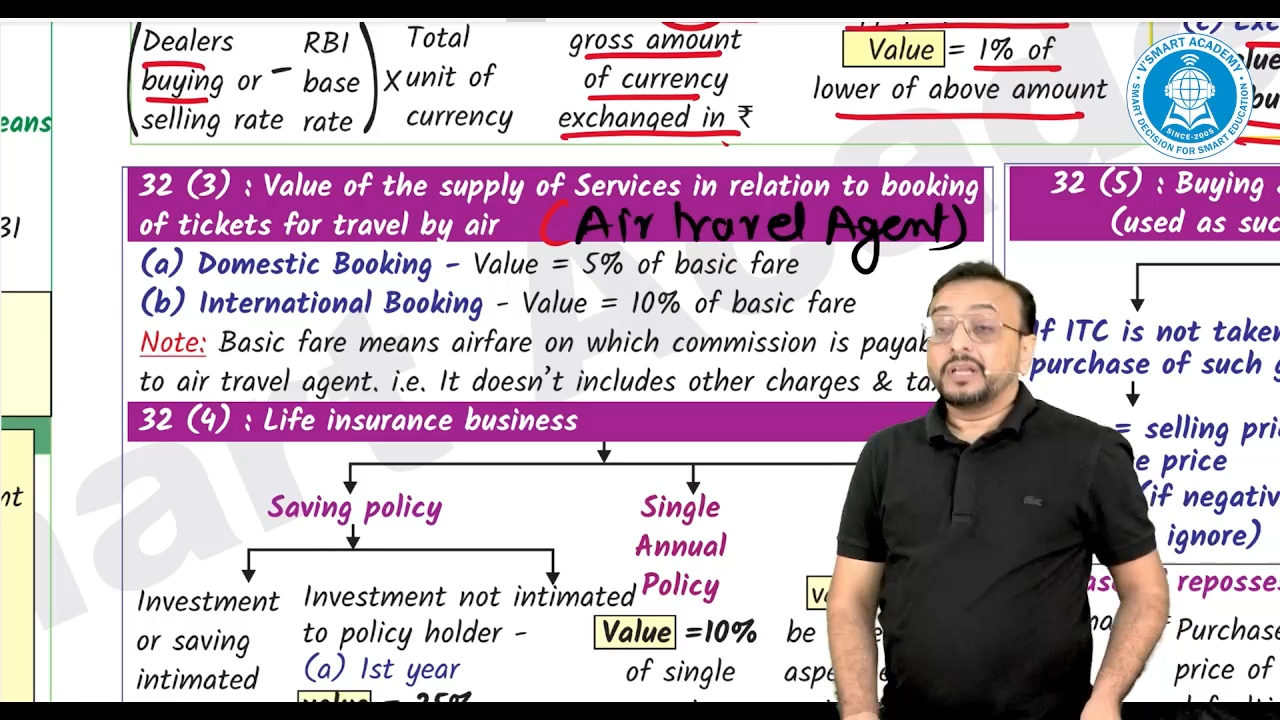 Dealers
buying or
selling rate
RBI
base
rate
Total
X unit of
currency
gross amount
of currency
exchanged in ₹
Value = 1% of
lower of above amount
V'SMART ACADEMY
SINCE-2005
SMART DECISION FOR SMART EDUCATION
eans
32 (3) : Value of the supply of Services in relation to booking
of tickets for travel by air (Air travel Agent)
(a) Domestic Booking - Value = 5% of basic fare
(b) International Booking - Value = 10% of basic fare
Note: Basic fare means airfare on which commission is payab
to air travel agent. i.e. It doesn't includes other charges & ta
32 (4) : Life insurance business
Saving policy
Investment
or saving
intimated
Investment not intimated
to policy holder -
(a) 1st year
Single
Annual
Policy
Value =10%
of single
be
aspe
32 (5) : Buying
(used as suc
If ITC is not taken
purchase of such g
= selling pri
e price
(if negativ
ignore)
reposses
Purchase
price of